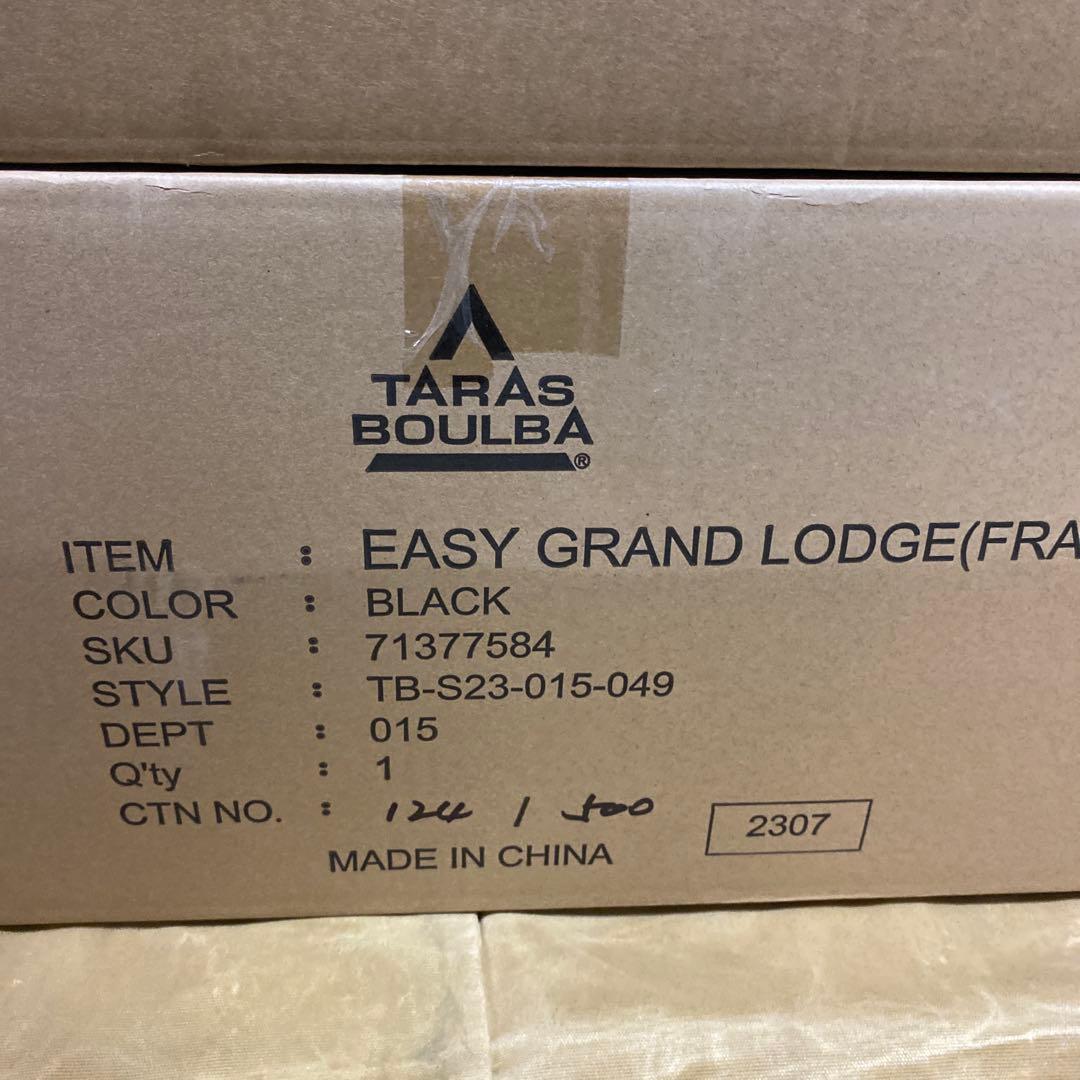 TARAS
BOULBA
®
ITEM : EASY GRAND LODGE(FRA
COLOR : BLACK
SKU : 71377584
STYLE : TB-S23-015-049
DEPT : 015
Q'ty : 1
CTN NO. : 124 / 500
2307
MADE IN CHINA